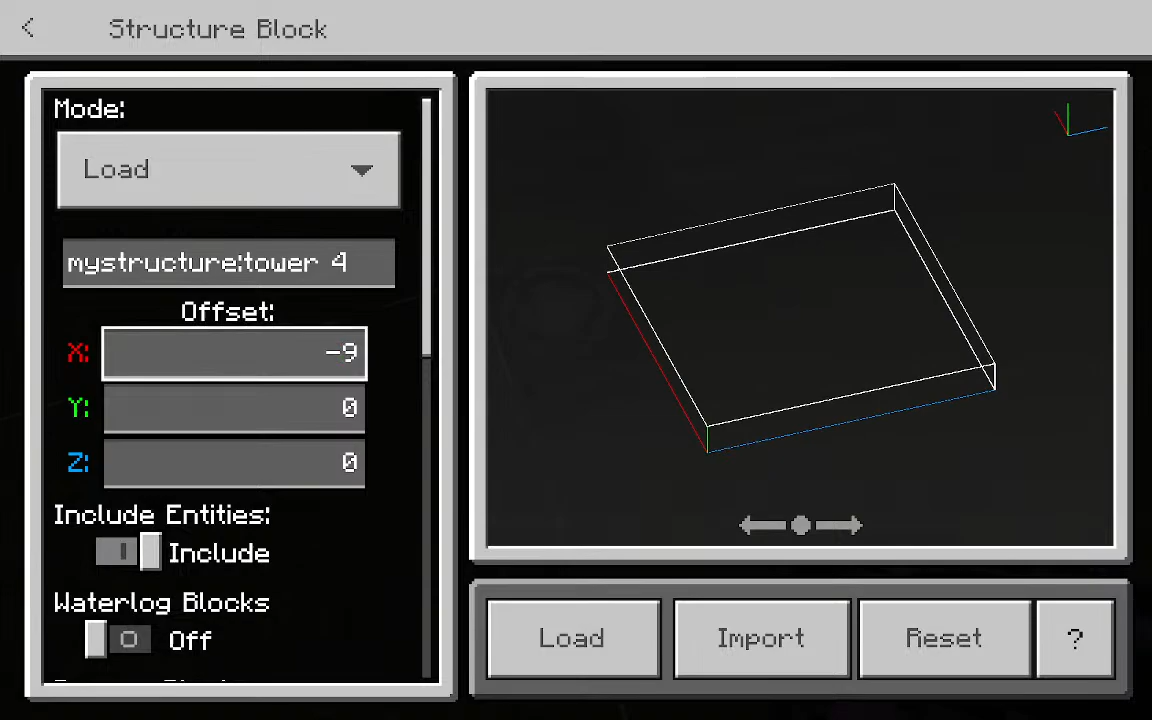 Structure Block
Mode:
Load
mystructure:tower 4
Offset:
X: -9
Y: 0
Z: 0
Include Entities:
Include
Waterlog Blocks
Off
Load
Import
Reset
?